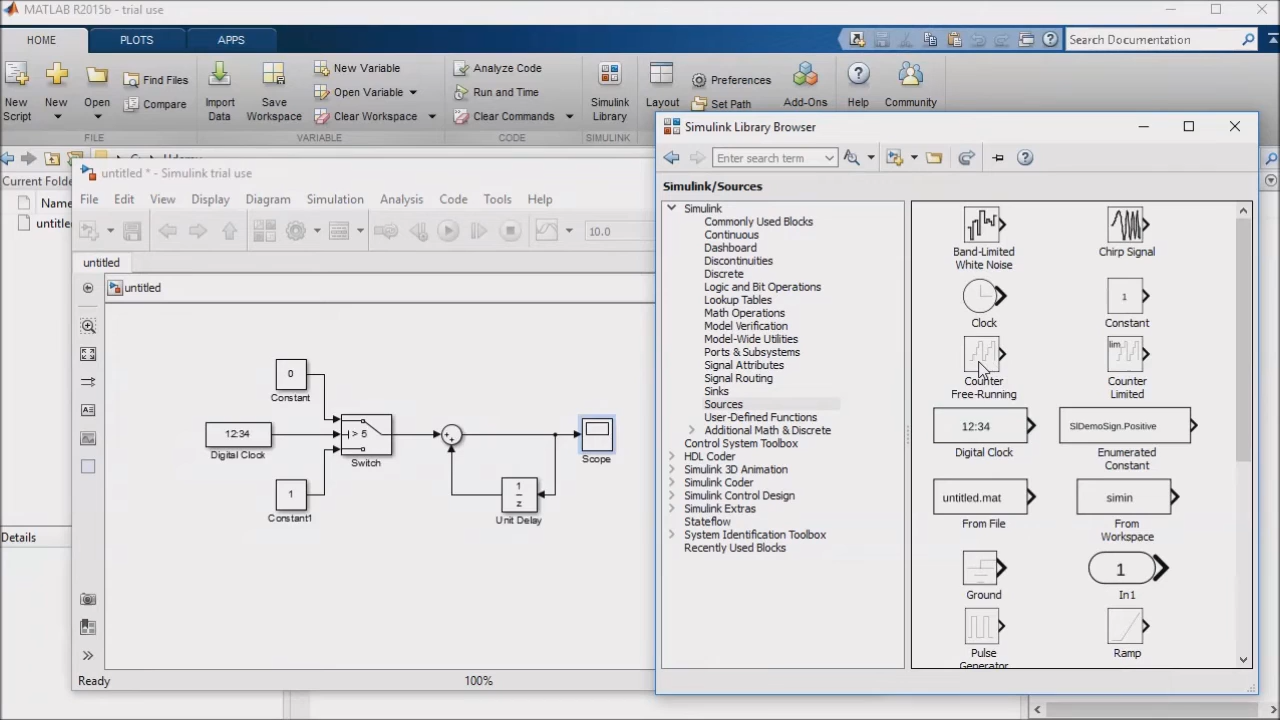 MATLAB R2015b - trial use
HOME
PLOTS
APPS
Search Documentation
New Script
New
Open
Find Files
Compare
Import Data
Save Workspace
New Variable
Open Variable
Clear Workspace
Analyze Code
Run and Time
Clear Commands
Simulink Library
Layout
Preferences
Set Path
Add-Ons
Help
Community
FILE
VARIABLE
CODE
SIMULINK
Current Folde
Name
untitle
Details
untitled * - Simulink trial use
File
Edit
View
Display
Diagram
Simulation
Analysis
Code
Tools
Help
10.0
untitled
untitled
0
Constant
12:34
Digital Clock
> 5
Switch
1
Constant1
1
z
Unit Delay
Scope
Ready
100%
Simulink Library Browser
Enter search term
Simulink/Sources
Simulink
Commonly Used Blocks
Continuous
Dashboard
Discontinuities
Discrete
Logic and Bit Operations
Lookup Tables
Math Operations
Model Verification
Model-Wide Utilities
Ports & Subsystems
Signal Attributes
Signal Routing
Sinks
Sources
User-Defined Functions
Additional Math & Discrete
Control System Toolbox
HDL Coder
Simulink 3D Animation
Simulink Coder
Simulink Control Design
Simulink Extras
Stateflow
System Identification Toolbox
Recently Used Blocks
Band-Limited
White Noise
Chirp Signal
Clock
1
Constant
Counter
Free-Running
lim
Counter
Limited
12:34
Digital Clock
SlDemoSign.Positive
Enumerated
Constant
untitled.mat
From File
simin
From
Workspace
Ground
1
In1
Pulse
Generator
Ramp